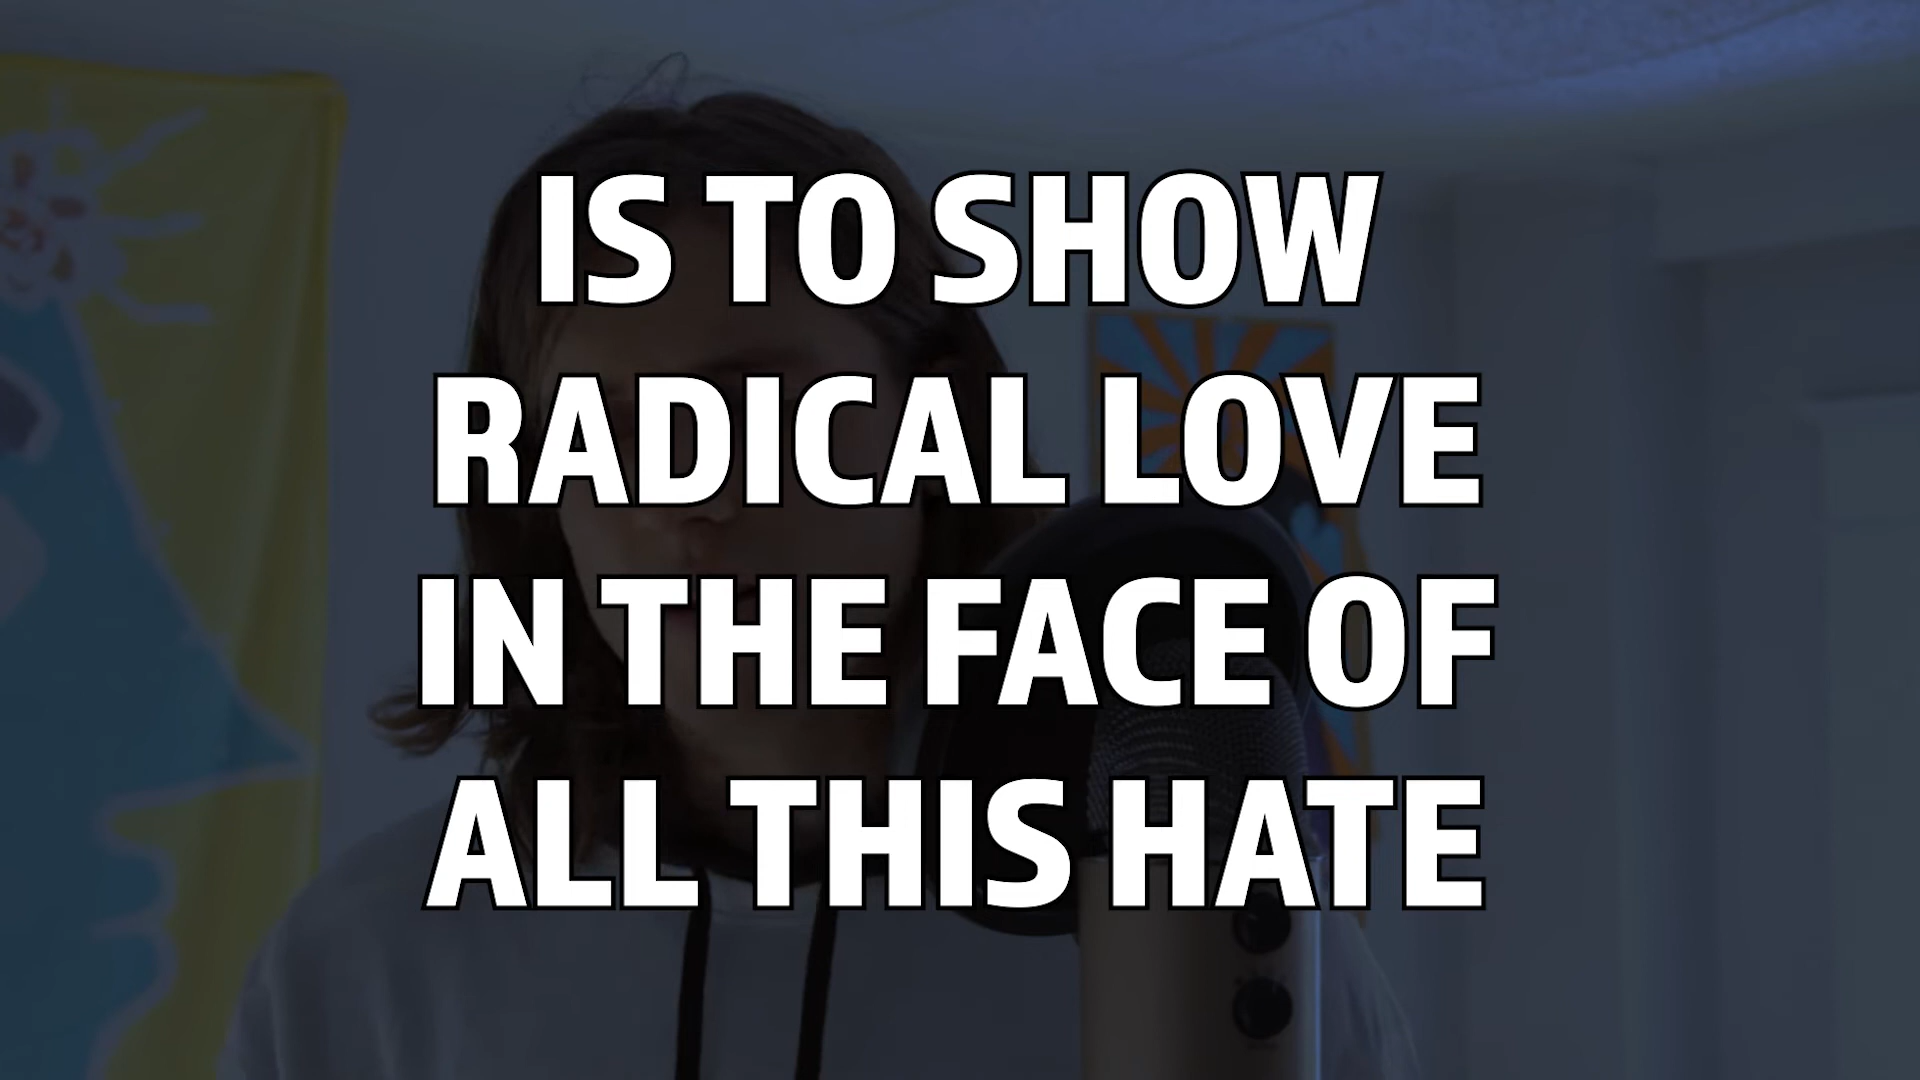 IS TO SHOW
RADICAL LOVE
IN THE FACE OF
ALL THIS HATE